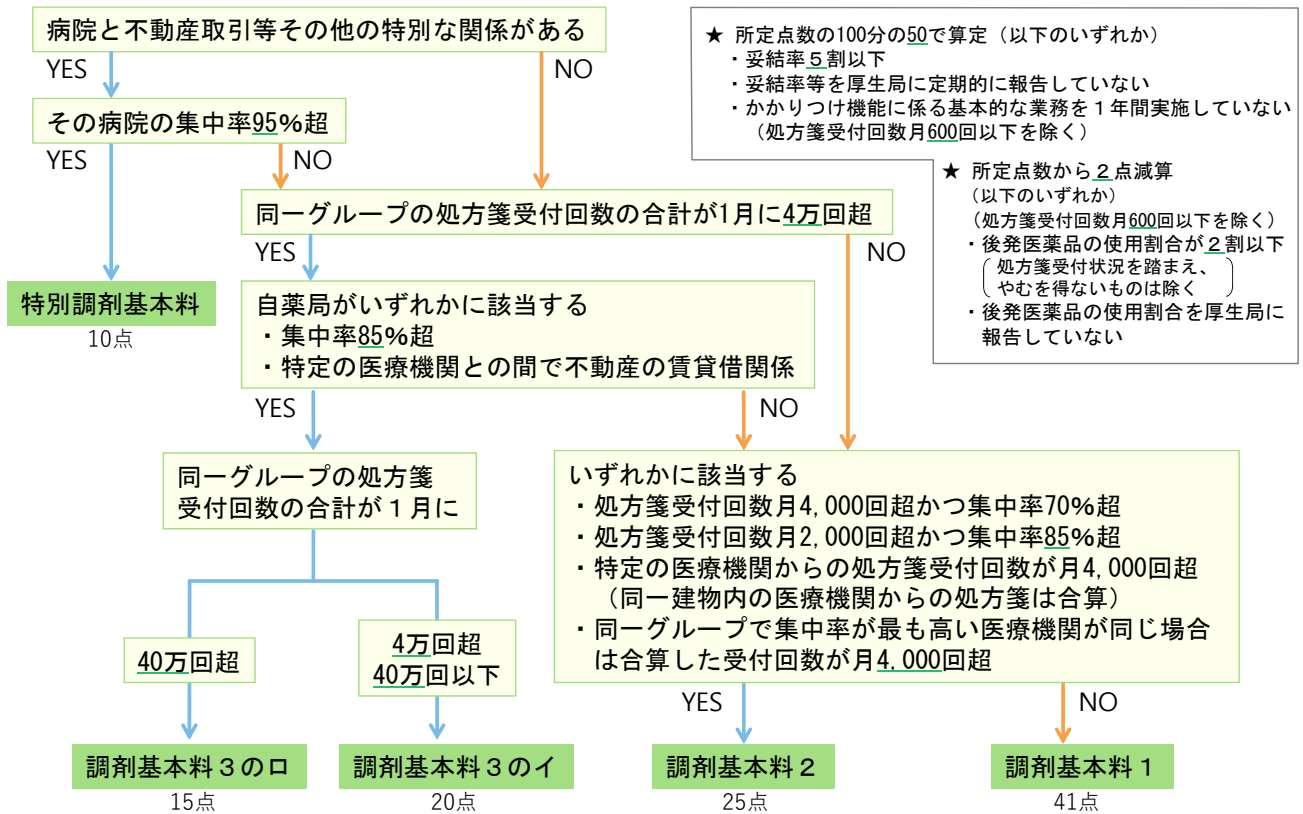 病院と不動産取引等その他の特別な関係がある
YES
NO
その病院の集中率95%超
YES
NO
同一グループの処方箋受付回数の合計が1月に4万回超
YES
NO
特別調剤基本料
10点
自薬局がいずれかに該当する
・集中率85%超
・特定の医療機関との間で不動産の賃貸借関係
YES
NO
同一グループの処方箋
受付回数の合計が１月に
40万回超
4万回超
40万回以下
いずれかに該当する
・処方箋受付回数月4,000回超かつ集中率70%超
・処方箋受付回数月2,000回超かつ集中率85%超
・特定の医療機関からの処方箋受付回数が月4,000回超
（同一建物内の医療機関からの処方箋は合算）
・同一グループで集中率が最も高い医療機関が同じ場合
は合算した受付回数が月4,000回超
YES
NO
調剤基本料３のロ
15点
調剤基本料３のイ
20点
調剤基本料２
25点
調剤基本料１
41点
★ 所定点数の100分の50で算定（以下のいずれか）
・妥結率５割以下
・妥結率等を厚生局に定期的に報告していない
・かかりつけ機能に係る基本的な業務を１年間実施していない
（処方箋受付回数月600回以下を除く）
★ 所定点数から２点減算
（以下のいずれか）
（処方箋受付回数月600回以下を除く）
・後発医薬品の使用割合が２割以下
（処方箋受付状況を踏まえ、
やむを得ないものは除く）
・後発医薬品の使用割合を厚生局に
報告していない